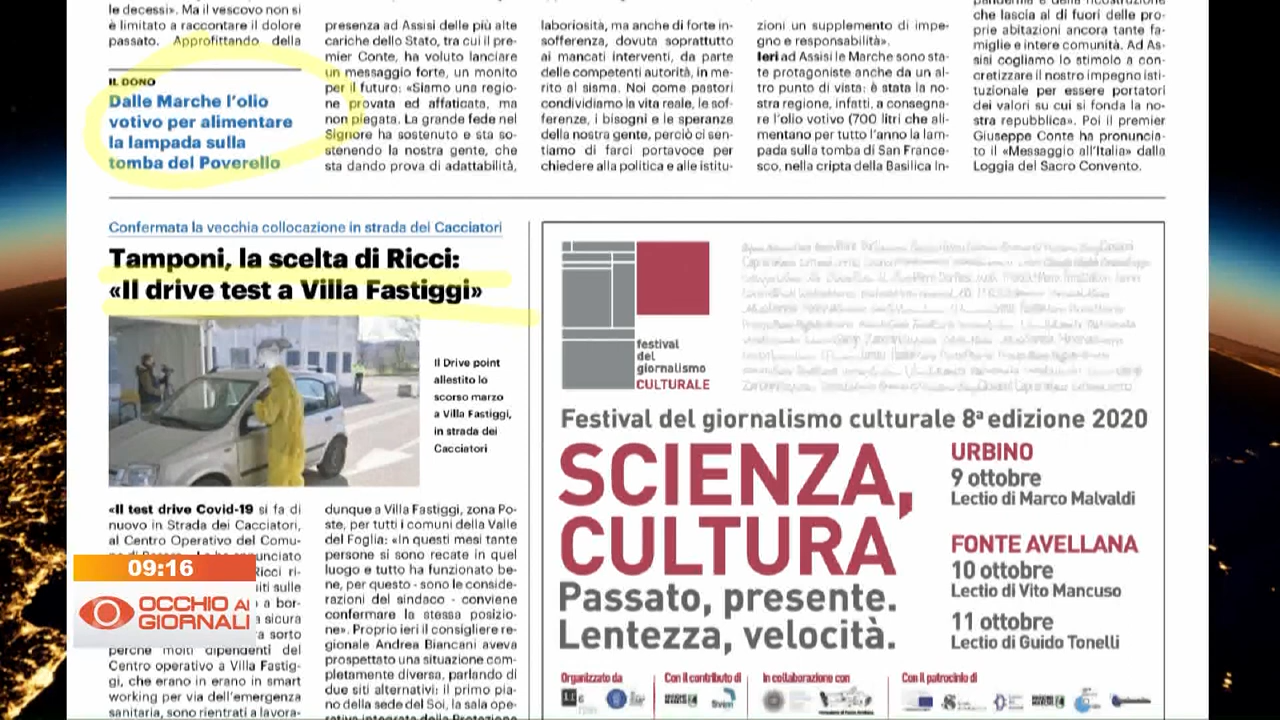 le decessi». Ma il vescovo non si
è limitato a raccontare il dolore
passato. Approfittando della
IL DONO
Dalle Marche l'olio
votivo per alimentare
la lampada sulla
tomba del Poverello
presenza ad Assisi delle più alte
cariche dello Stato, tra cui il pre-
mier Conte, ha voluto lanciare
un messaggio forte, un monito
per il futuro: «Siamo una regio-
ne provata ed affaticata, ma
non piegata. La grande fede nel
Signore ha sostenuto e sta so-
stenendo la nostra gente, che
sta dando prova di adattabilità,
laboriosità, ma anche di forte in-
sofferenza, dovuta soprattutto
ai mancati interventi, da parte
delle competenti autorità, in me-
rito al sisma. Noi come pastori
condividiamo la vita reale, le sof-
ferenze, i bisogni e le speranze
della nostra gente, perciò ci sen-
tiamo di farci portavoce per
chiedere alla politica e alle istitu-
zioni un supplemento di impe-
gno e responsabilità».
Ieri ad Assisi le Marche sono sta-
te protagoniste anche da un al-
tro punto di vista: è stata la no-
stra regione, infatti, a consegna-
re l'olio votivo (700 litri che ali-
mentano per tutto l'anno la lam-
pada sulla tomba di San France-
sco, nella cripta della Basilica In-
che lascia al di fuori delle pro-
prie abitazioni ancora tante fa-
miglie e intere comunità. Ad As-
sisi cogliamo lo stimolo a con-
cretizzare il nostro impegno isti-
tuzionale per essere portatori
dei valori su cui si fonda la no-
stra repubblica». Poi il premier
Giuseppe Conte ha pronuncia-
to il «Messaggio all'Italia» dalla
Loggia del Sacro Convento.
Confermata la vecchia collocazione in strada dei Cacciatori
Tamponi, la scelta di Ricci:
«Il drive test a Villa Fastiggi»
Il Drive point
allestito lo
scorso marzo
a Villa Fastiggi,
in strada dei
Cacciatori
«Il test drive Covid-19 si fa di
nuovo in Strada dei Cacciatori,
al Centro Operativo del Comu-
perché molti dipendenti del
Centro operativo a Villa Fastig-
gi, che erano in erano in smart
working per via dell'emergenza
sanitaria, sono rientrati a lavora-
dunque a Villa Fastiggi, zona Po-
ste, per tutti i comuni della Valle
del Foglia: «In questi mesi tante
persone si sono recate in quel
luogo e tutto ha funzionato be-
ne, per questo - sono le conside-
razioni del sindaco - conviene
confermare la stessa posizio-
ne». Proprio ieri il consigliere re-
gionale Andrea Biancani aveva
prospettato una situazione com-
pletamente diversa, parlando di
due siti alternativi: il primo pia-
no della sede del Soi, la sala ope-
09:16
OCCHIO AI
GIORNALI
festival
del
giornalismo
CULTURALE
Festival del giornalismo culturale 8ª edizione 2020
SCIENZA,
CULTURA
Passato, presente.
Lentezza, velocità.
URBINO
9 ottobre
Lectio di Marco Malvaldi
FONTE AVELLANA
10 ottobre
Lectio di Vito Mancuso
11 ottobre
Lectio di Guido Tonelli
Organizzato da
Con il contributo di
In collaborazione con
Con il patrocinio di